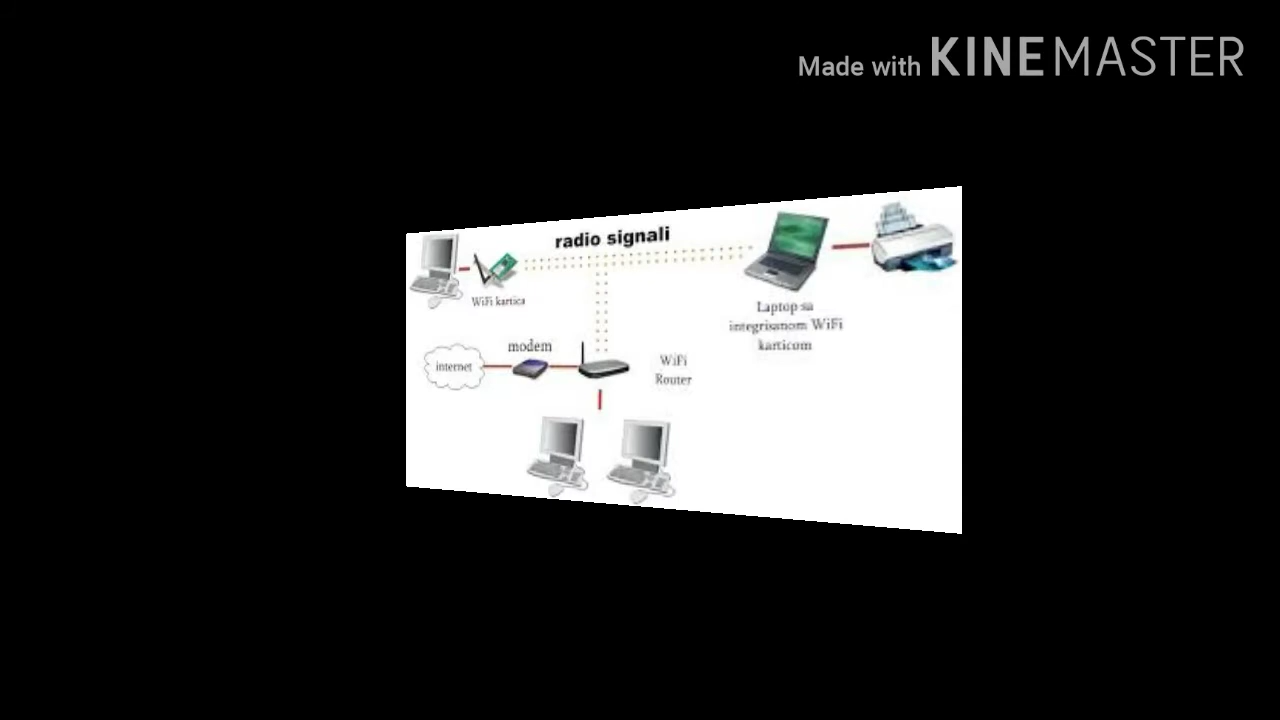 Made with KINEMASTER
radio signali
WiFi kartica
Laptop sa
integrisanom WiFi
karticom
modem
internet
WiFi
Router